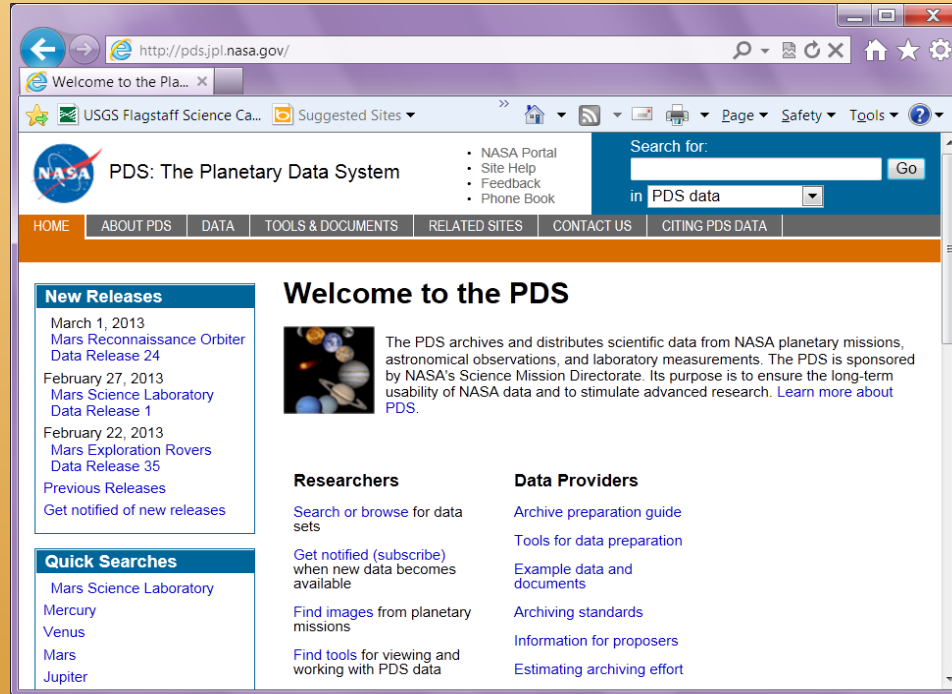 http://pds.jpl.nasa.gov/
Welcome to the Pla...
USGS Flagstaff Science Ca...
Suggested Sites
Page
Safety
Tools
NASA
PDS: The Planetary Data System
• NASA Portal
• Site Help
• Feedback
• Phone Book
Search for:
Go
in PDS data
HOME
ABOUT PDS
DATA
TOOLS & DOCUMENTS
RELATED SITES
CONTACT US
CITING PDS DATA
New Releases
March 1, 2013
Mars Reconnaissance Orbiter
Data Release 24
February 27, 2013
Mars Science Laboratory
Data Release 1
February 22, 2013
Mars Exploration Rovers
Data Release 35
Previous Releases
Get notified of new releases
Quick Searches
Mars Science Laboratory
Mercury
Venus
Mars
Jupiter
Welcome to the PDS
The PDS archives and distributes scientific data from NASA planetary missions,
astronomical observations, and laboratory measurements. The PDS is sponsored
by NASA's Science Mission Directorate. Its purpose is to ensure the long-term
usability of NASA data and to stimulate advanced research. Learn more about
PDS.
Researchers
Search or browse for data
sets
Get notified (subscribe)
when new data becomes
available
Find images from planetary
missions
Find tools for viewing and
working with PDS data
Data Providers
Archive preparation guide
Tools for data preparation
Example data and
documents
Archiving standards
Information for proposers
Estimating archiving effort